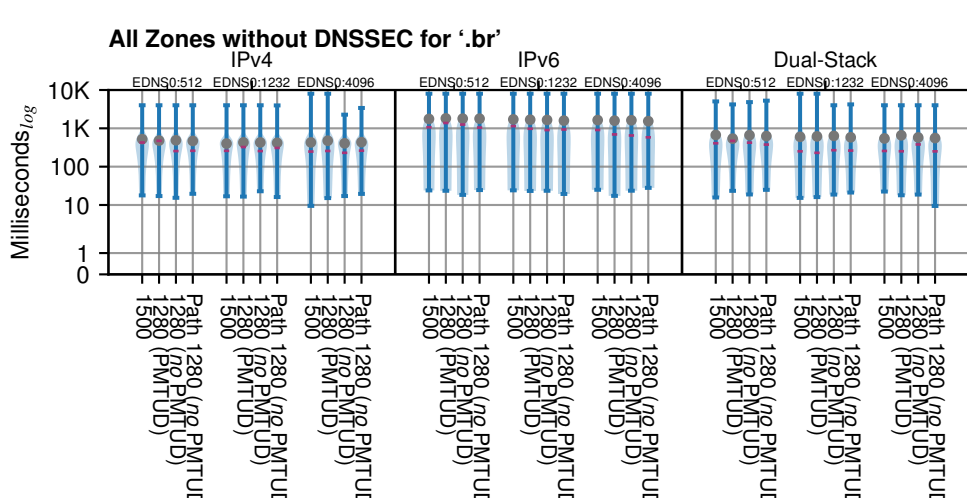 All Zones without DNSSEC for ‘.br’
IPv4 IPv6 Dual-Stack
EDNS0:512 EDNS0:1232 EDNS0:4096 EDNS0:512 EDNS0:1232 EDNS0:4096 EDNS0:512 EDNS0:1232 EDNS0:4096
10K
1K
100
10
1
0
Milliseconds log
1500
1280 (PMTUD)
1280 (no PMTUD)
Path 1280 (no PMTUD
1500
1280 (PMTUD)
1280 (no PMTUD)
Path 1280 (no PMTUD
1500
1280 (PMTUD)
1280 (no PMTUD)
Path 1280 (no PMTUD
1500
1280 (PMTUD)
1280 (no PMTUD)
Path 1280 (no PMTUD
1500
1280 (PMTUD)
1280 (no PMTUD)
Path 1280 (no PMTUD
1500
1280 (PMTUD)
1280 (no PMTUD)
Path 1280 (no PMTUD
1500
1280 (PMTUD)
1280 (no PMTUD)
Path 1280 (no PMTUD
1500
1280 (PMTUD)
1280 (no PMTUD)
Path 1280 (no PMTUD
1500
1280 (PMTUD)
1280 (no PMTUD)
Path 1280 (no PMTUD